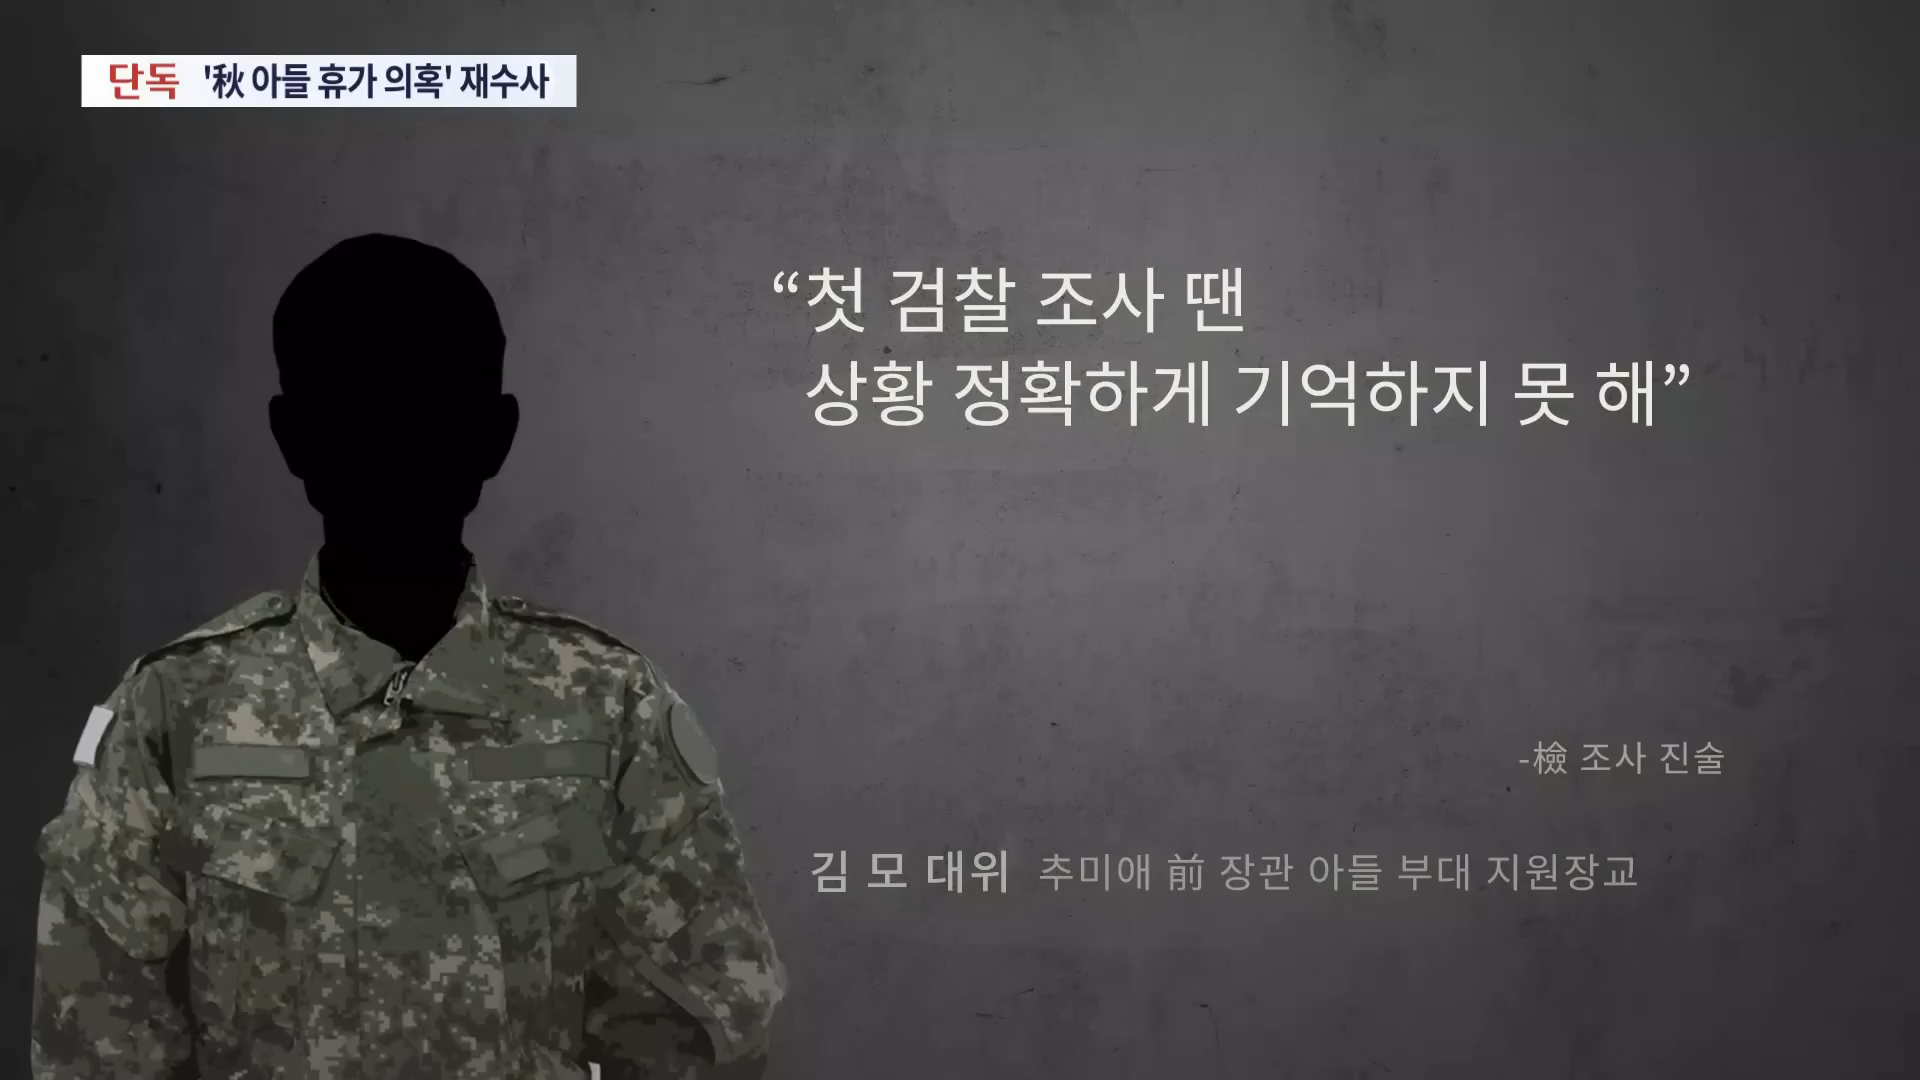 단독 '秋 아들 휴가 의혹' 재수사
“첫 검찰 조사 땐
상황 정확하게 기억하지 못 해”
-檢 조사 진술
김 모 대위 추미애 前 장관 아들 부대 지원장교